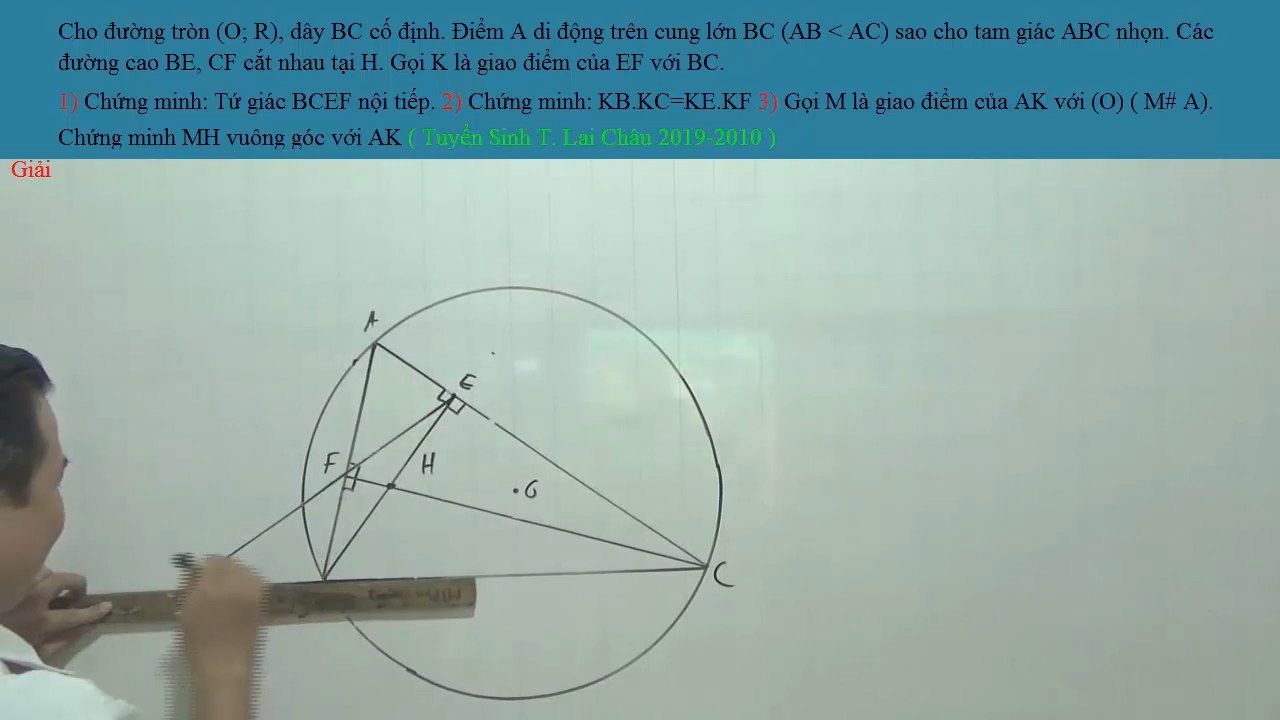 Cho đường tròn (O; R), dây BC cố định. Điểm A di động trên cung lớn BC (AB < AC) sao cho tam giác ABC nhọn. Các
đường cao BE, CF cắt nhau tại H. Gọi K là giao điểm của EF với BC.
1) Chứng minh: Tứ giác BCEF nội tiếp. 2) Chứng minh: KB.KC=KE.KF 3) Gọi M là giao điểm của AK với (O) ( M# A).
Chứng minh MH vuông góc với AK ( Tuyển Sinh T. Lai Châu 2019-2010 )
Giải
A
E
F
H
O
C